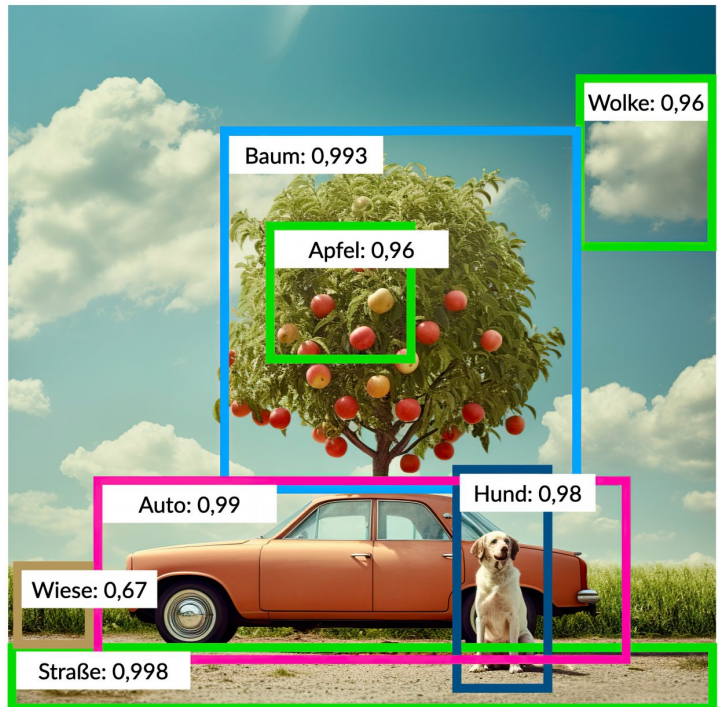 Wolke: 0,96
Baum: 0,993
Apfel: 0,96
Hund: 0,98
Auto: 0,99
Wiese: 0,67
Straße: 0,998